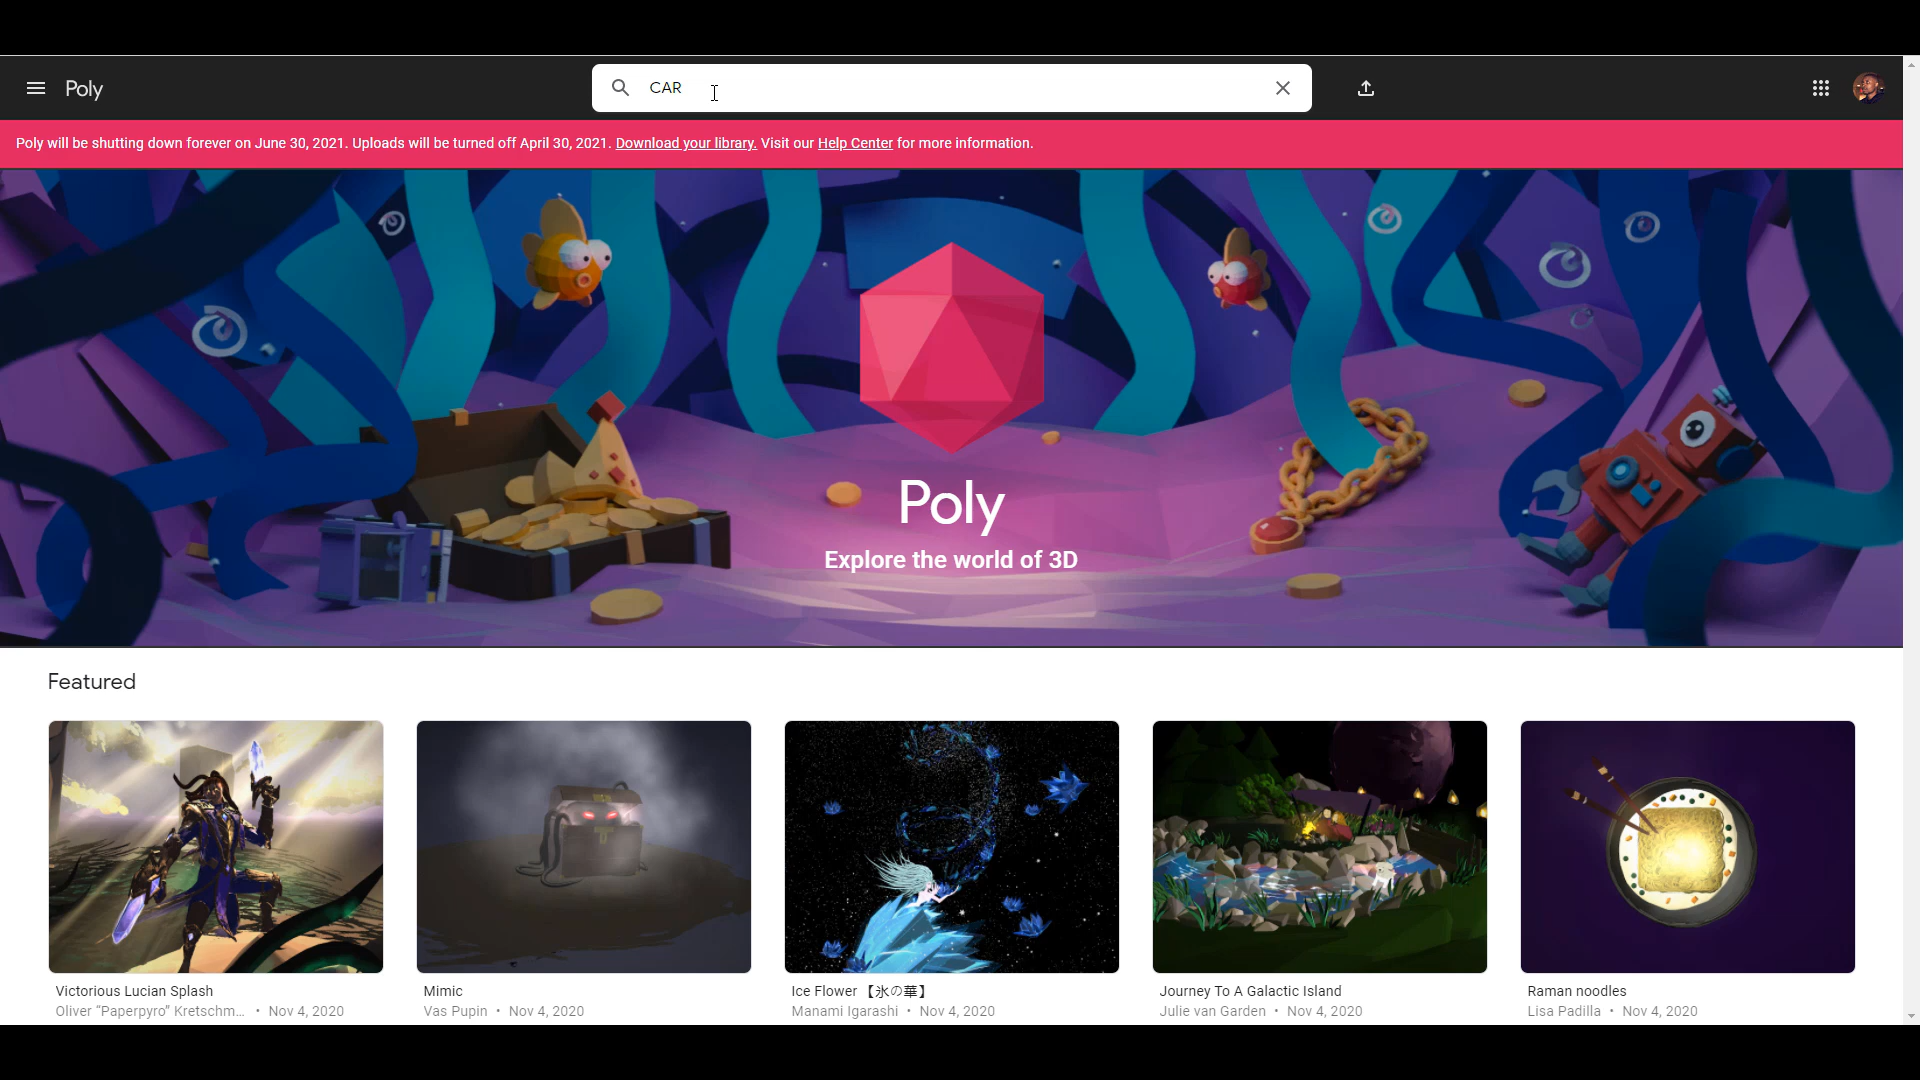 Poly
CAR
Poly will be shutting down forever on June 30, 2021. Uploads will be turned off April 30, 2021. Download your library. Visit our Help Center for more information.
Poly
Explore the world of 3D
Featured
Victorious Lucian Splash
Oliver “Paperpyro” Kretschm... • Nov 4, 2020
Mimic
Vas Pupin • Nov 4, 2020
Ice Flower 【氷の華】
Manami Igarashi • Nov 4, 2020
Journey To A Galactic Island
Julie van Garden • Nov 4, 2020
Raman noodles
Lisa Padilla • Nov 4, 2020